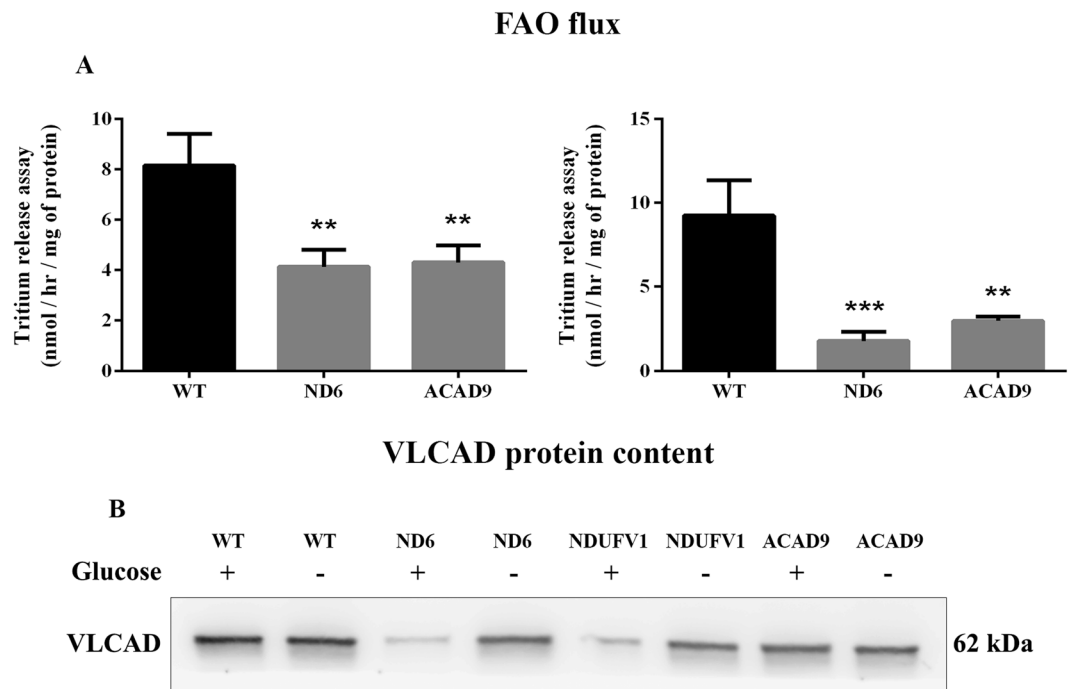 FAO flux
A
Tritium release assay
(nmol / hr / mg of protein)
10
8
6
4
2
0
**
**
WT ND6 ACAD9
Tritium release assay
(nmol / hr / mg of protein)
15
10
5
0
***
**
WT ND6 ACAD9
VLCAD protein content
B
WT WT ND6 ND6 NDUFV1 NDUFV1 ACAD9 ACAD9
Glucose + - + - + - + -
VLCAD 62 kDa